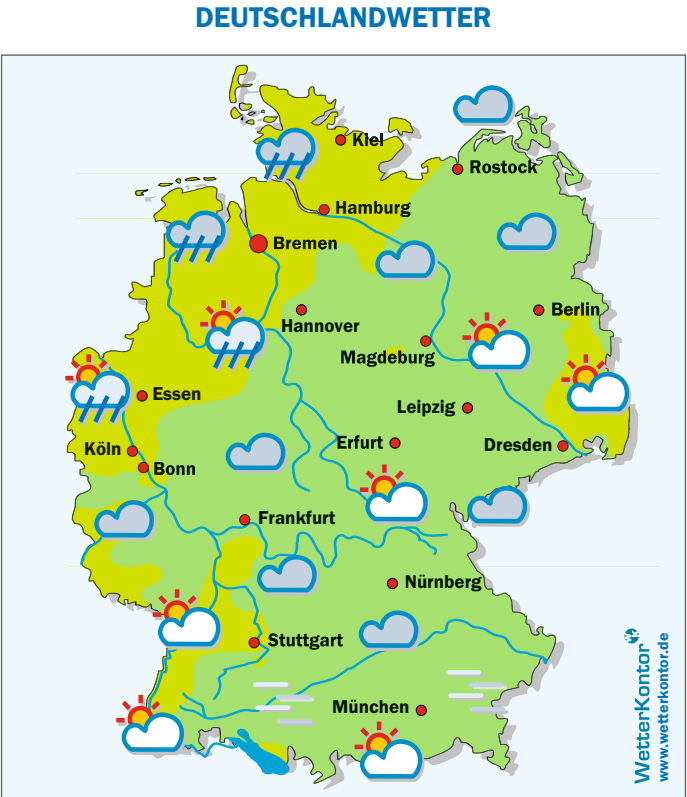 DEUTSCHLANDWETTER
Kiel
Rostock
Hamburg
Bremen
Berlin
Hannover
Magdeburg
Essen
Leipzig
Erfurt
Dresden
Köln
Bonn
Frankfurt
Nürnberg
Stuttgart
München
WetterKontor
www.wetterkontor.de